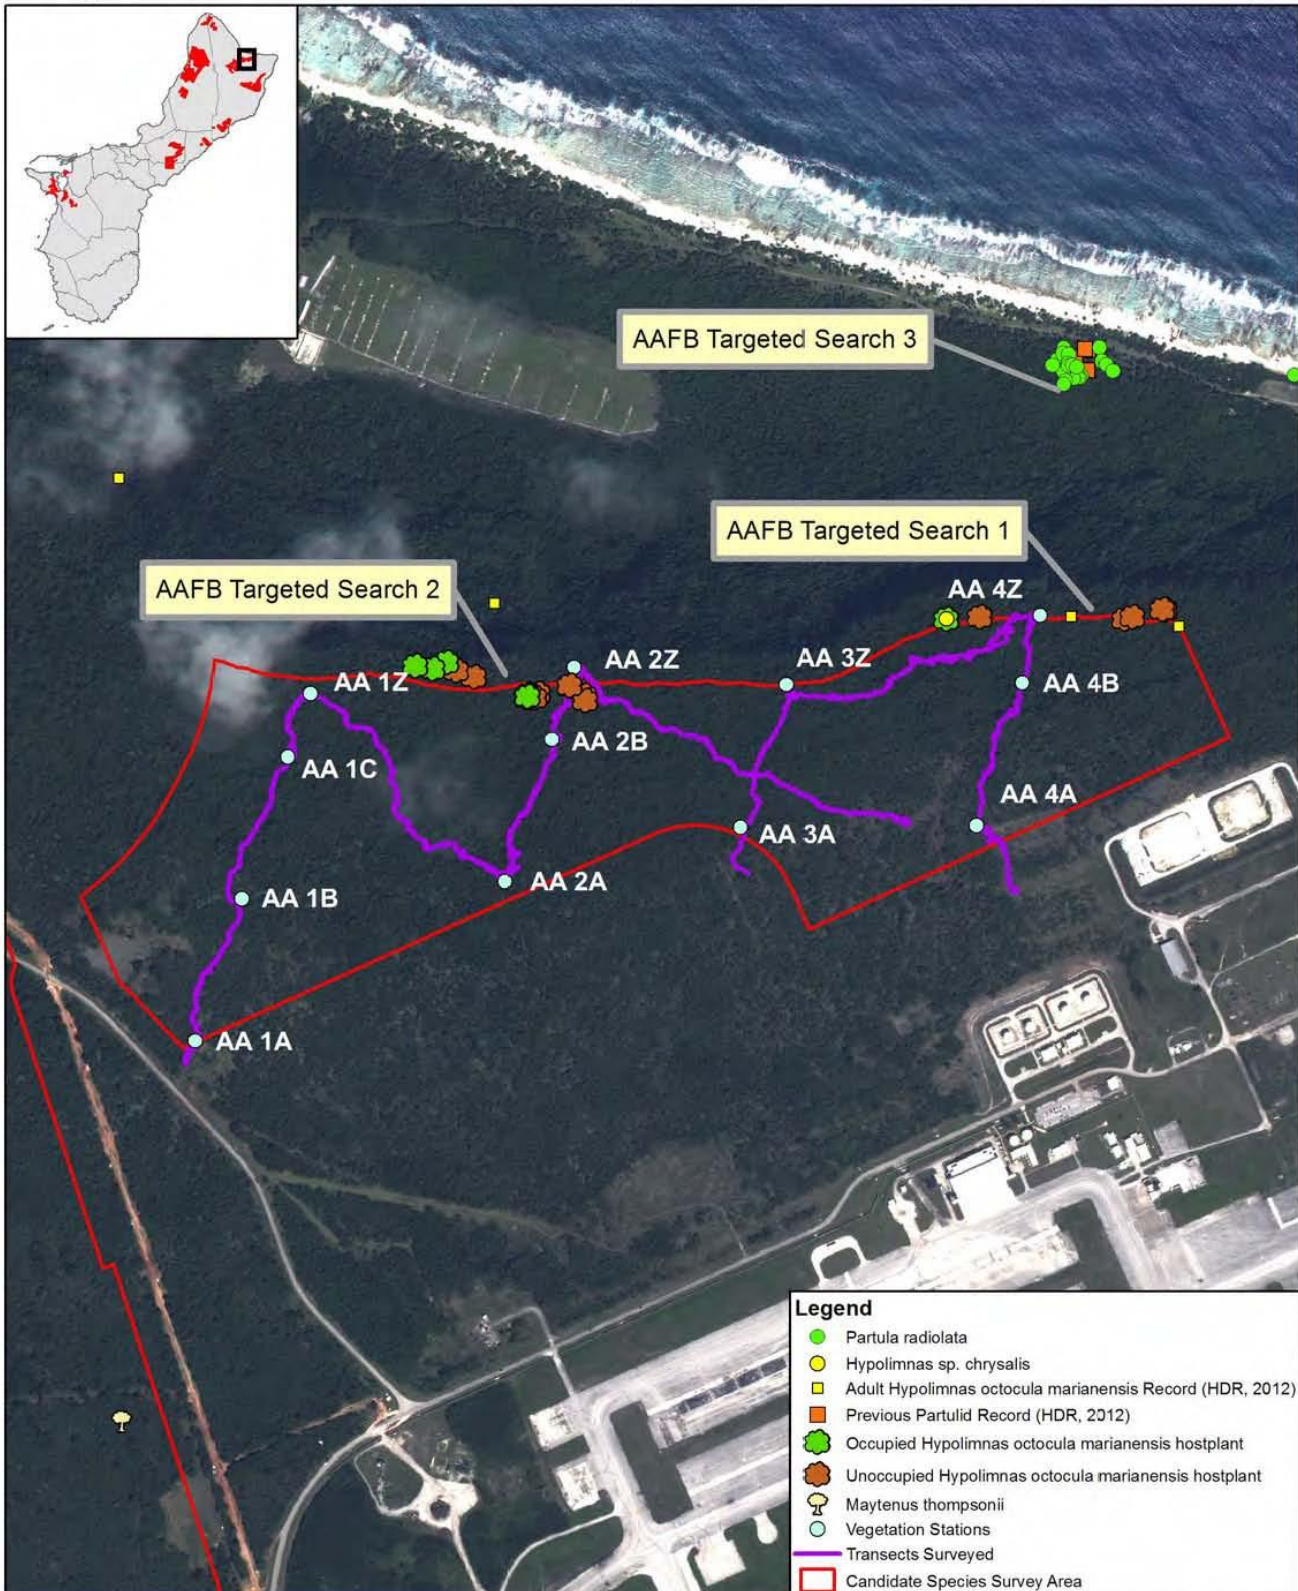 AAFB Targeted Search 3
AAFB Targeted Search 1
AAFB Targeted Search 2
AA 4Z
AA 3Z
AA 2Z
AA 1Z
AA 4B
AA 2B
AA 1C
AA 4A
AA 3A
AA 2A
AA 1B
AA 1A
Legend
Partula radiolata
Hypolimnas sp. chrysalis
Adult Hypolimnas octocula marianensis Record (HDR, 2012)
Previous Partulid Record (HDR, 2012)
Occupied Hypolimnas octocula marianensis hostplant
Unoccupied Hypolimnas octocula marianensis hostplant
Maytenus thompsonii
Vegetation Stations
Transects Surveyed
Candidate Species Survey Area